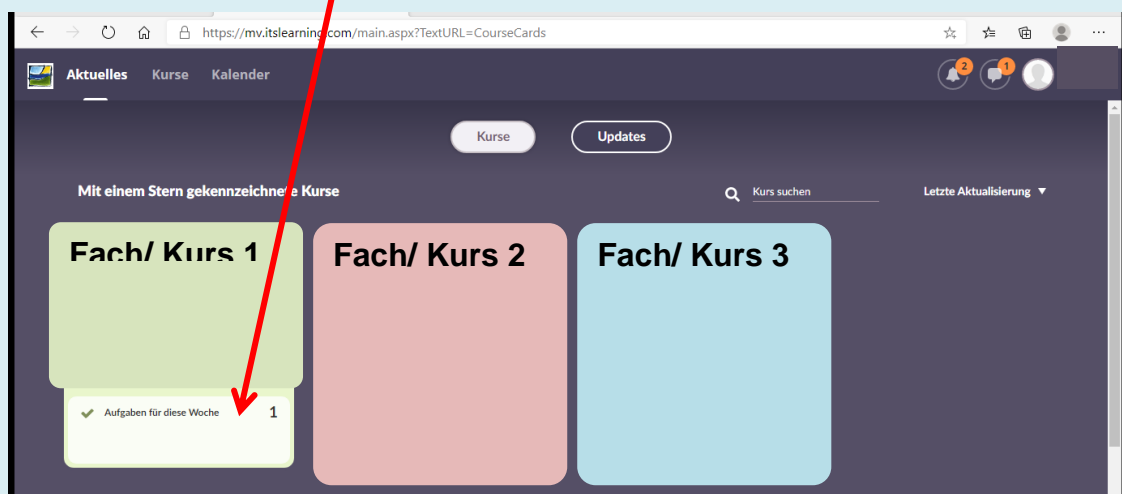 https://mv.itslearning.com/main.aspx?TextURL=CourseCards
Aktuelles Kurse Kalender 2 1
Kurse Updates
Mit einem Stern gekennzeichnete Kurse Kurs suchen Letzte Aktualisierung
Fach/ Kurs 1 Fach/ Kurs 2 Fach/ Kurs 3
Aufgaben für diese Woche 1